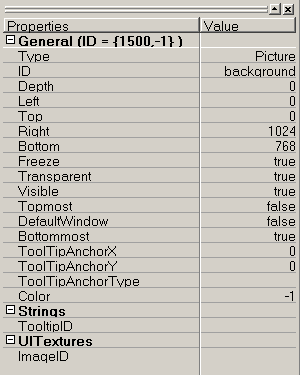 Properties Value
General (ID = {1500,-1} )
Type Picture
ID background
Depth 0
Left 0
Top 0
Right 1024
Bottom 768
Freeze true
Transparent true
Visible true
Topmost false
DefaultWindow false
Bottommost true
ToolTipAnchorX 0
ToolTipAnchorY 0
ToolTipAnchorType
Color -1
Strings
TooltipID
UITextures
ImageID